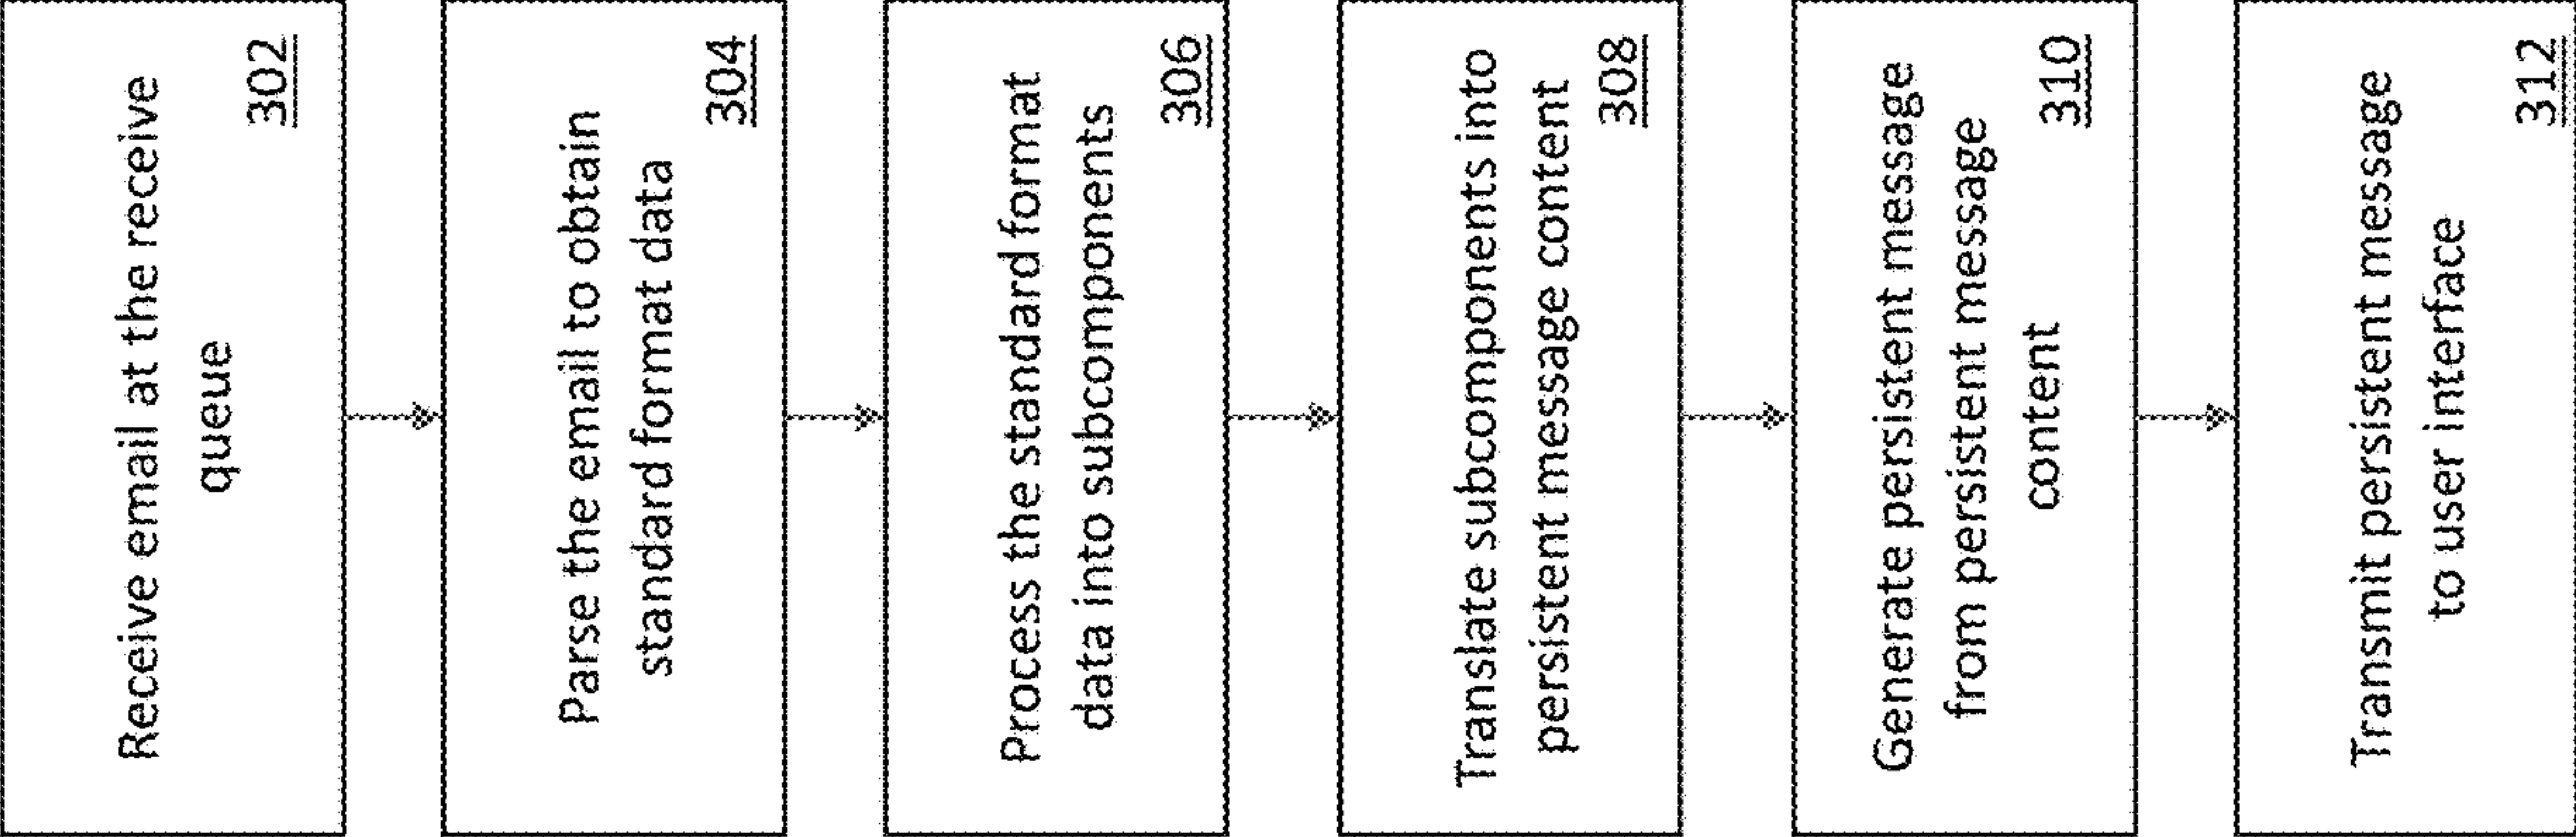 Receive email at the receive
queue
302
Parse the email to obtain
standard format data
304
Process the standard format
data into subcomponents
306
Translate subcomponents into
persistent message content
308
Generate persistent message
from persistent message
content
310
Transmit persistent message
to user interface
312